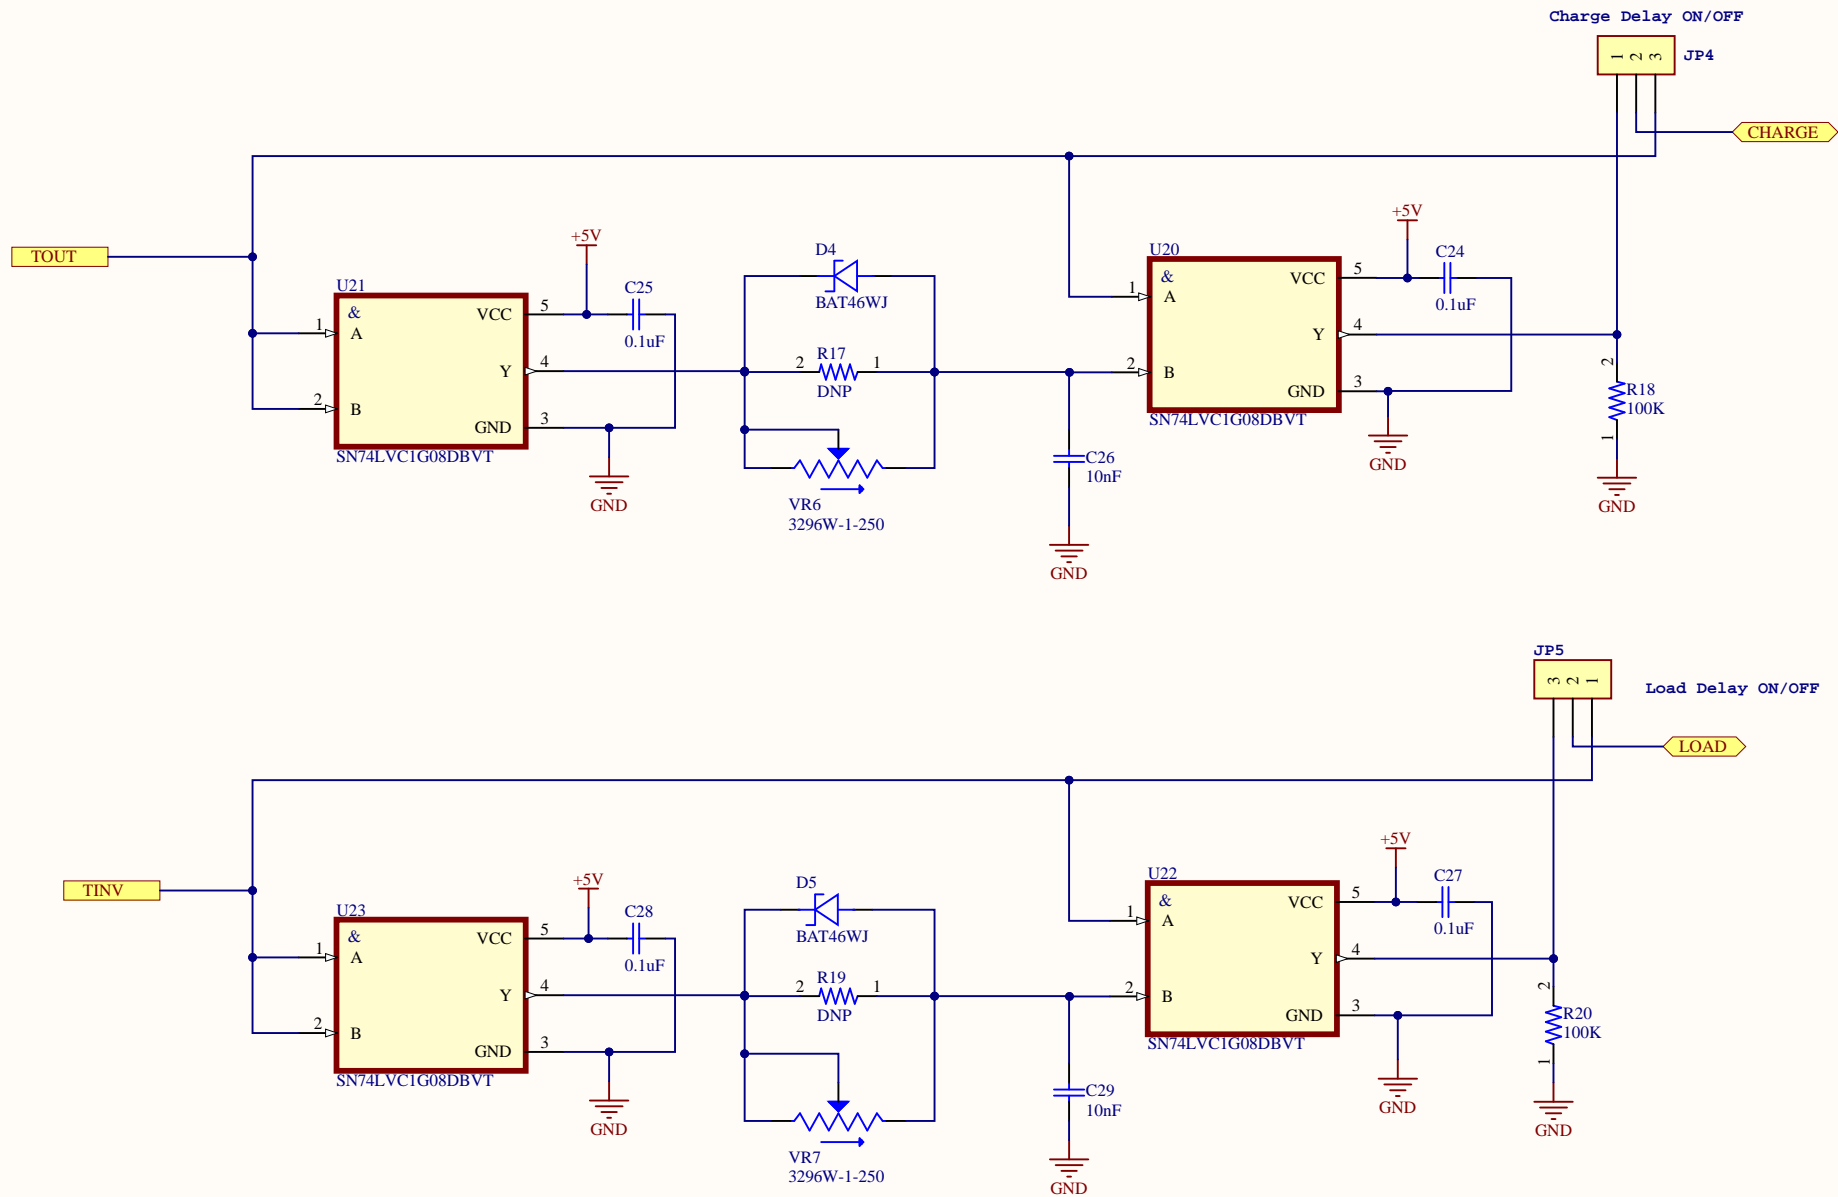 Charge Delay ON/OFF
1 2 3
JP4
CHARGE
TOUT
+5V
U21
&
1
A
2
B
VCC
5
Y
4
GND
3
SN74LVC1G08DBVT
C25
0.1uF
GND
D4
BAT46WJ
2
R17
1
DNP
VR6
3296W-1-250
C26
10nF
GND
U20
&
1
A
2
B
VCC
5
Y
4
GND
3
SN74LVC1G08DBVT
+5V
C24
0.1uF
GND
2
R18
100K
1
GND
JP5
3 2 1
Load Delay ON/OFF
LOAD
TINV
+5V
U23
&
1
A
2
B
VCC
5
Y
4
GND
3
SN74LVC1G08DBVT
C28
0.1uF
GND
D5
BAT46WJ
2
R19
1
DNP
VR7
3296W-1-250
C29
10nF
GND
U22
&
1
A
2
B
VCC
5
Y
4
GND
3
SN74LVC1G08DBVT
+5V
C27
0.1uF
GND
2
R20
100K
1
GND